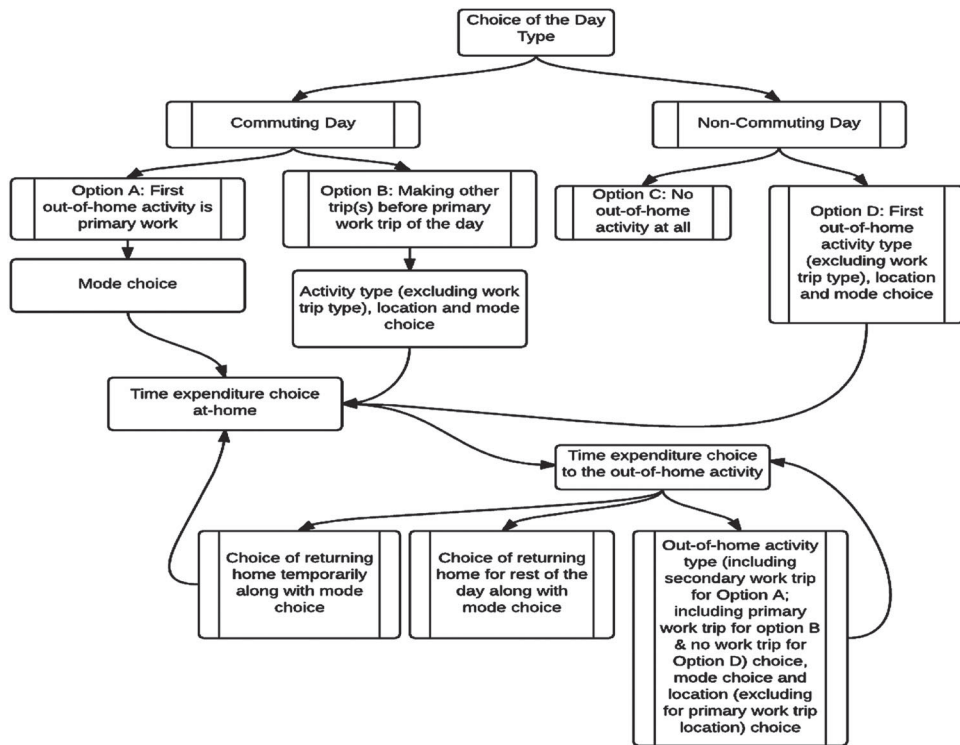 Choice of the Day
Type
Commuting Day
Non-Commuting Day
Option A: First
out-of-home activity is
primary work
Option B: Making other
trip(s) before primary
work trip of the day
Option C: No
out-of-home
activity at all
Option D: First
out-of-home
activity type
(excluding work
trip type), location
and mode choice
Mode choice
Activity type (excluding work
trip type), location and mode
choice
Time expenditure choice
at-home
Time expenditure choice
to the out-of-home activity
Choice of returning
home temporarily
along with mode
choice
Choice of returning
home for rest of the
day along with
mode choice
Out-of-home activity
type (including
secondary work trip
for Option A;
including primary
work trip for option B
& no work trip for
Option D) choice,
mode choice and
location (excluding
for primary work trip
location) choice